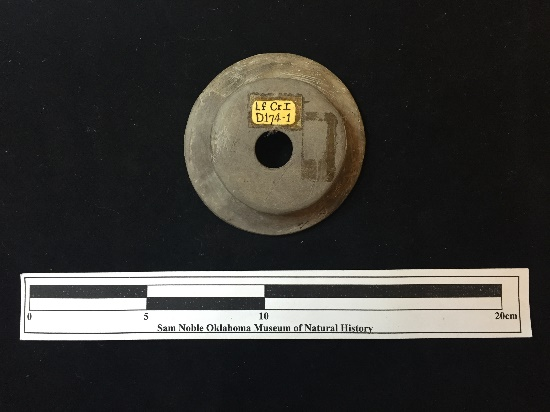 Lf Cr I
D174-1
0 5 10 20cm
Sam Noble Oklahoma Museum of Natural History